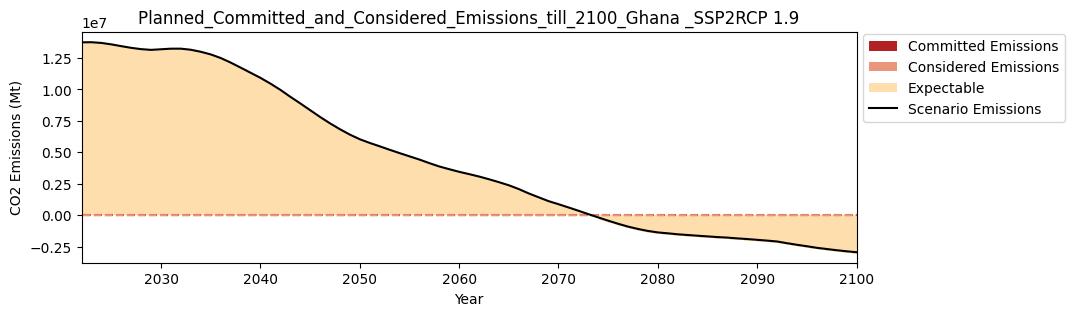 Planned_Committed_and_Considered_Emissions_till_2100_Ghana _SSP2RCP 1.9
1e7
1.25
1.00
0.75
0.50
0.25
0.00
−0.25
CO2 Emissions (Mt)
2030 2040 2050 2060 2070 2080 2090 2100
Year
Committed Emissions
Considered Emissions
Expectable
Scenario Emissions